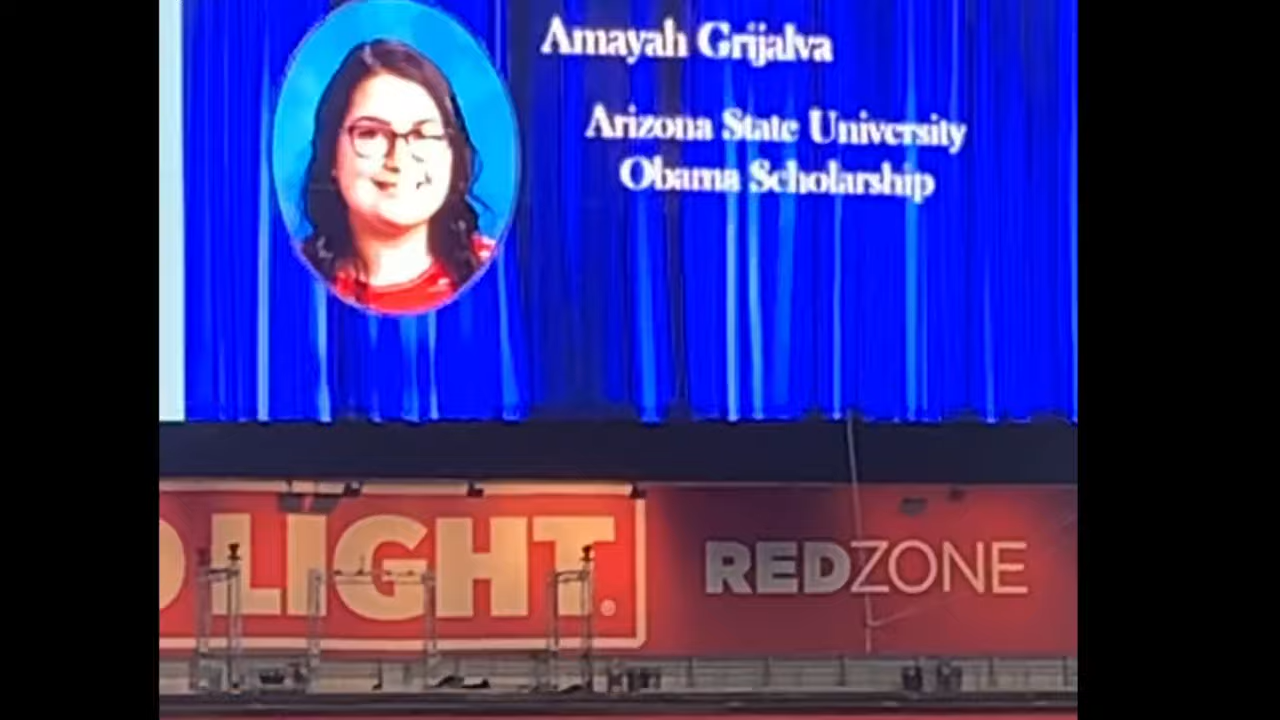 Amayah Grijalva
Arizona State University
Obama Scholarship
LIGHT.
REDZONE